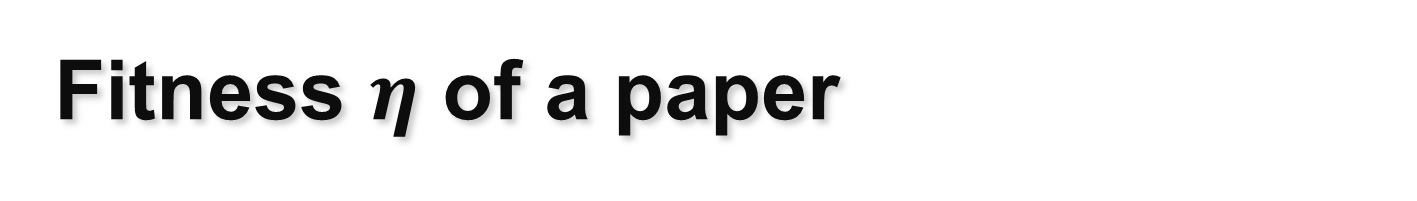 Fitness 𝜂 of a paper